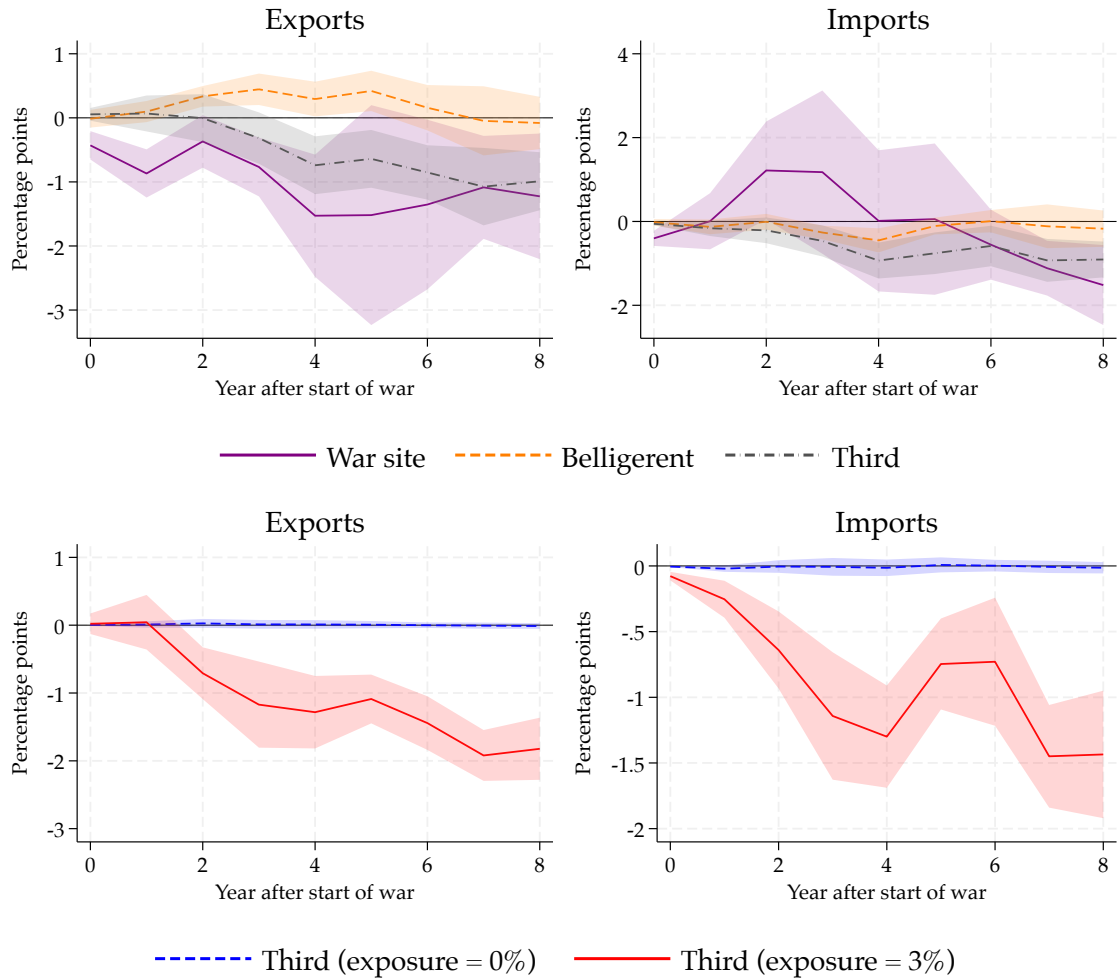 Exports
Imports
Percentage points
1
0
-1
-2
-3
0 2 4 6 8
Year after start of war
Percentage points
4
2
0
-2
-4
0 2 4 6 8
Year after start of war
War site Belligerent Third
Exports
Imports
Percentage points
1
0
-1
-2
-3
0 2 4 6 8
Year after start of war
Percentage points
0
-.5
-1
-1.5
-2
0 2 4 6 8
Year after start of war
Third (exposure = 0%) Third (exposure = 3%)